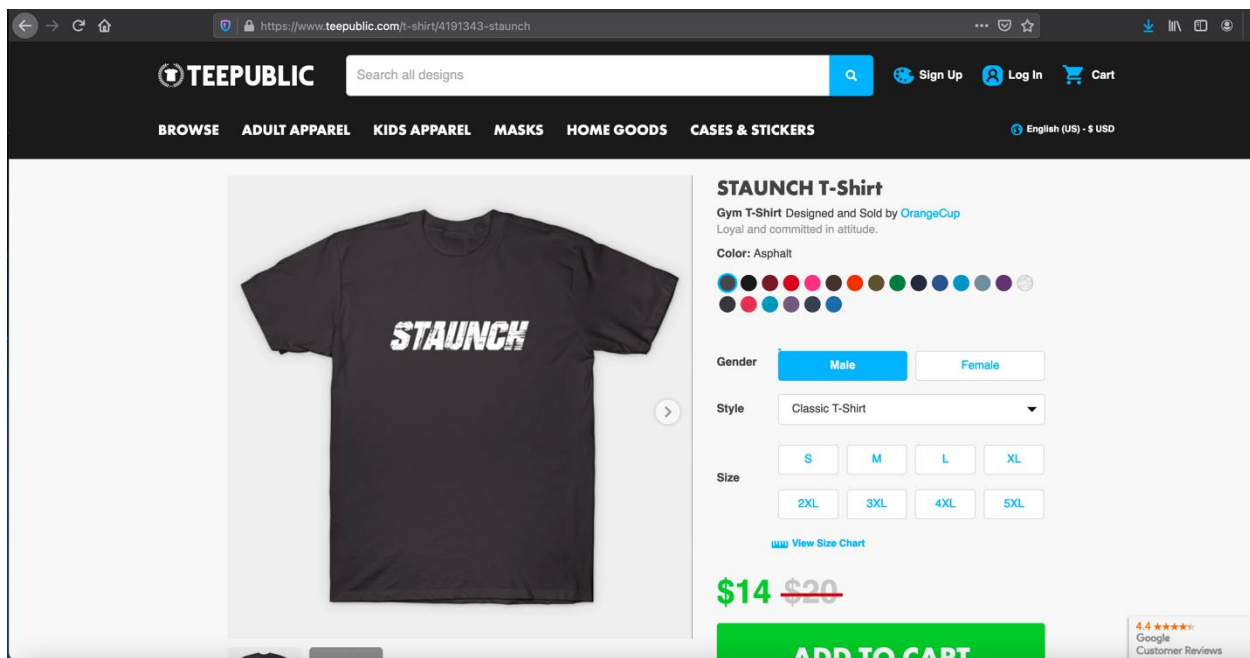 https://www.teepublic.com/t-shirt/4191343-staunch
TEEPUBLIC
Search all designs
Sign Up
Log In
Cart
BROWSE ADULT APPAREL KIDS APPAREL MASKS HOME GOODS CASES & STICKERS
English (US) - $ USD
STAUNCH
STAUNCH T-Shirt
Gym T-Shirt Designed and Sold by OrangeCup
Loyal and committed in attitude.
Color: Asphalt
Gender Male Female
Style Classic T-Shirt
S M L XL
Size
2XL 3XL 4XL 5XL
View Size Chart
$14 $20
ADD TO CART
4.4
Google
Customer Reviews